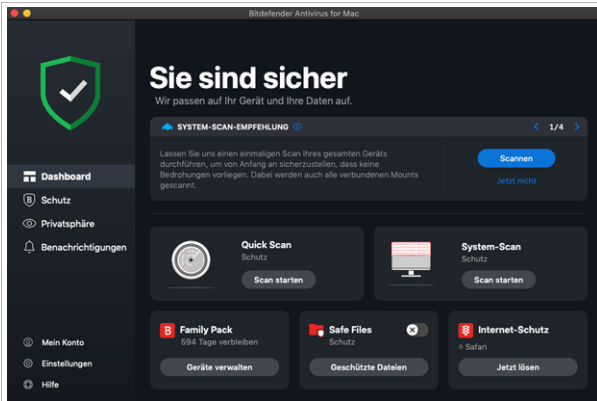 Bitdefender Antivirus for Mac
Sie sind sicher
Wir passen auf Ihr Gerät und Ihre Daten auf.
SYSTEM-SCAN-EMPFEHLUNG
1/4
Lassen Sie uns einen einmaligen Scan Ihres gesamten Geräts
durchführen, um von Anfang an sicherzustellen, dass keine
Bedrohungen vorliegen. Dabei werden auch alle verbundenen Mounts
gescannt.
Scannen
Jetzt nicht
Dashboard
B Schutz
Privatsphäre
Benachrichtigungen
Quick Scan
Schutz
Scan starten
System-Scan
Schutz
Scan starten
B Family Pack
594 Tage verbleiben
Geräte verwalten
Safe Files
Schutz
Geschützte Dateien
Internet-Schutz
Safari
Jetzt lösen
Mein Konto
Einstellungen
Hilfe